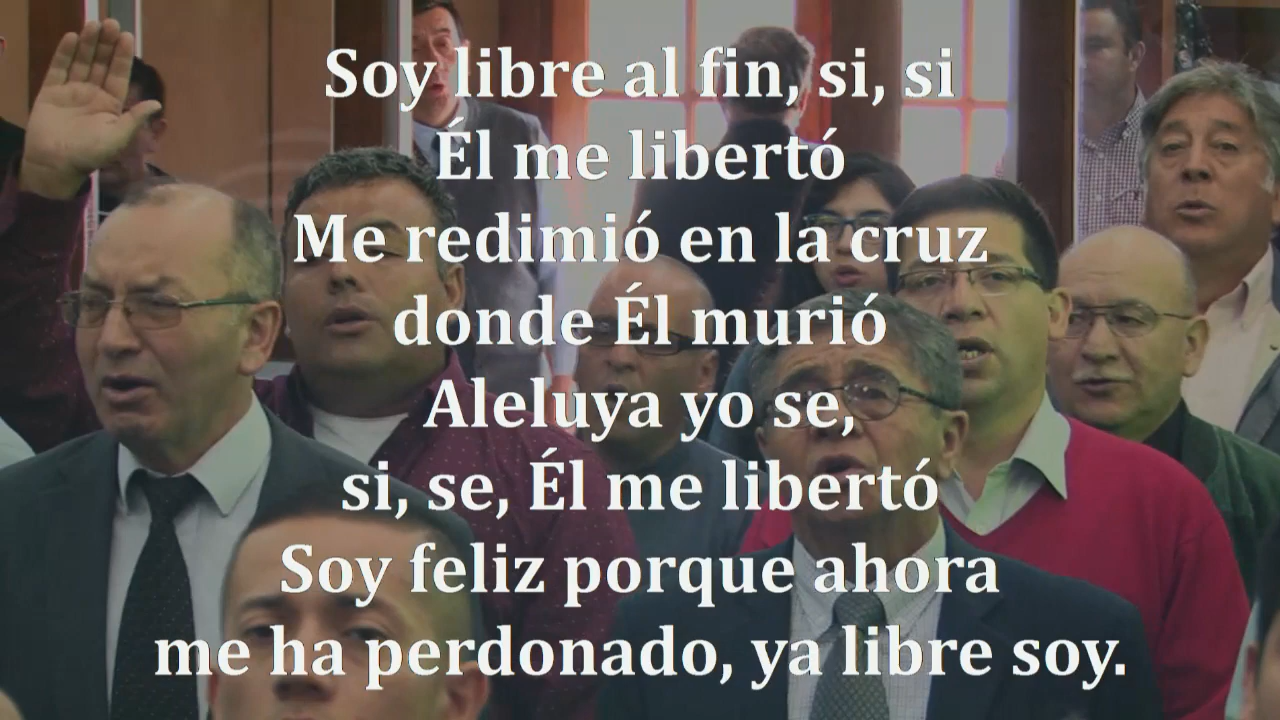 Soy libre al fin, si, si
Él me libertó
Me redimió en la cruz
donde Él murió
Aleluya yo se,
si, se, Él me libertó
Soy feliz porque ahora
me ha perdonado, ya libre soy.